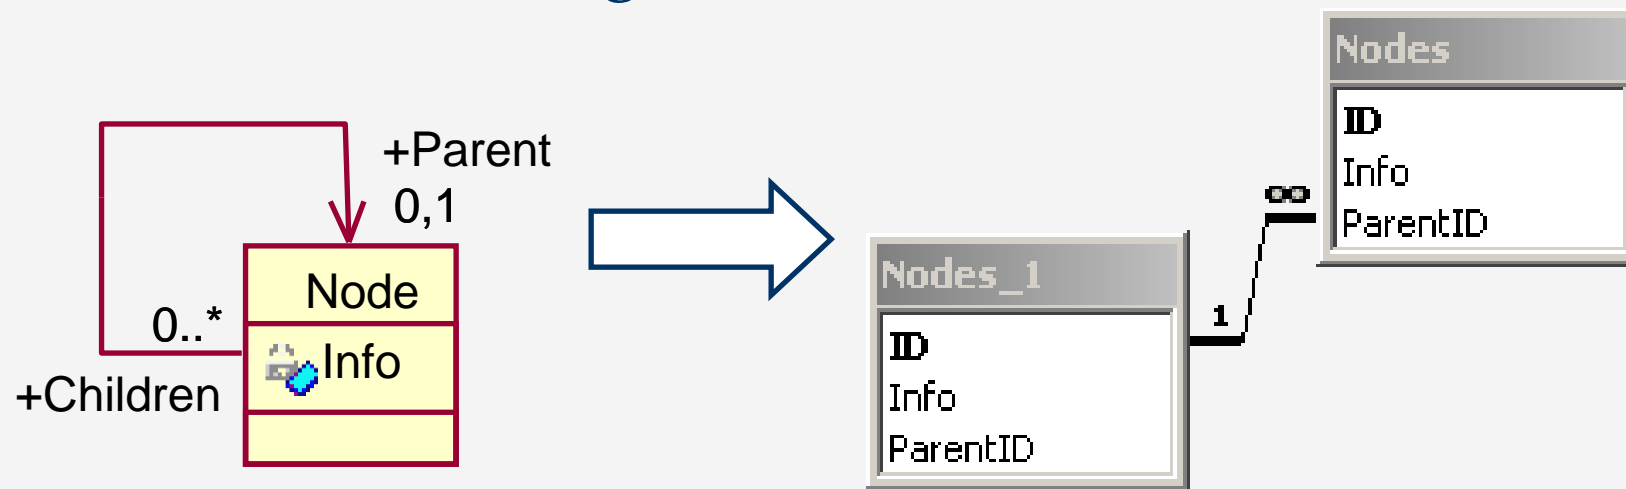 +Parent
0,1
Node
0..*
Info
+Children
Nodes_1
ID
Info
ParentID
1
∞
Nodes
ID
Info
ParentID